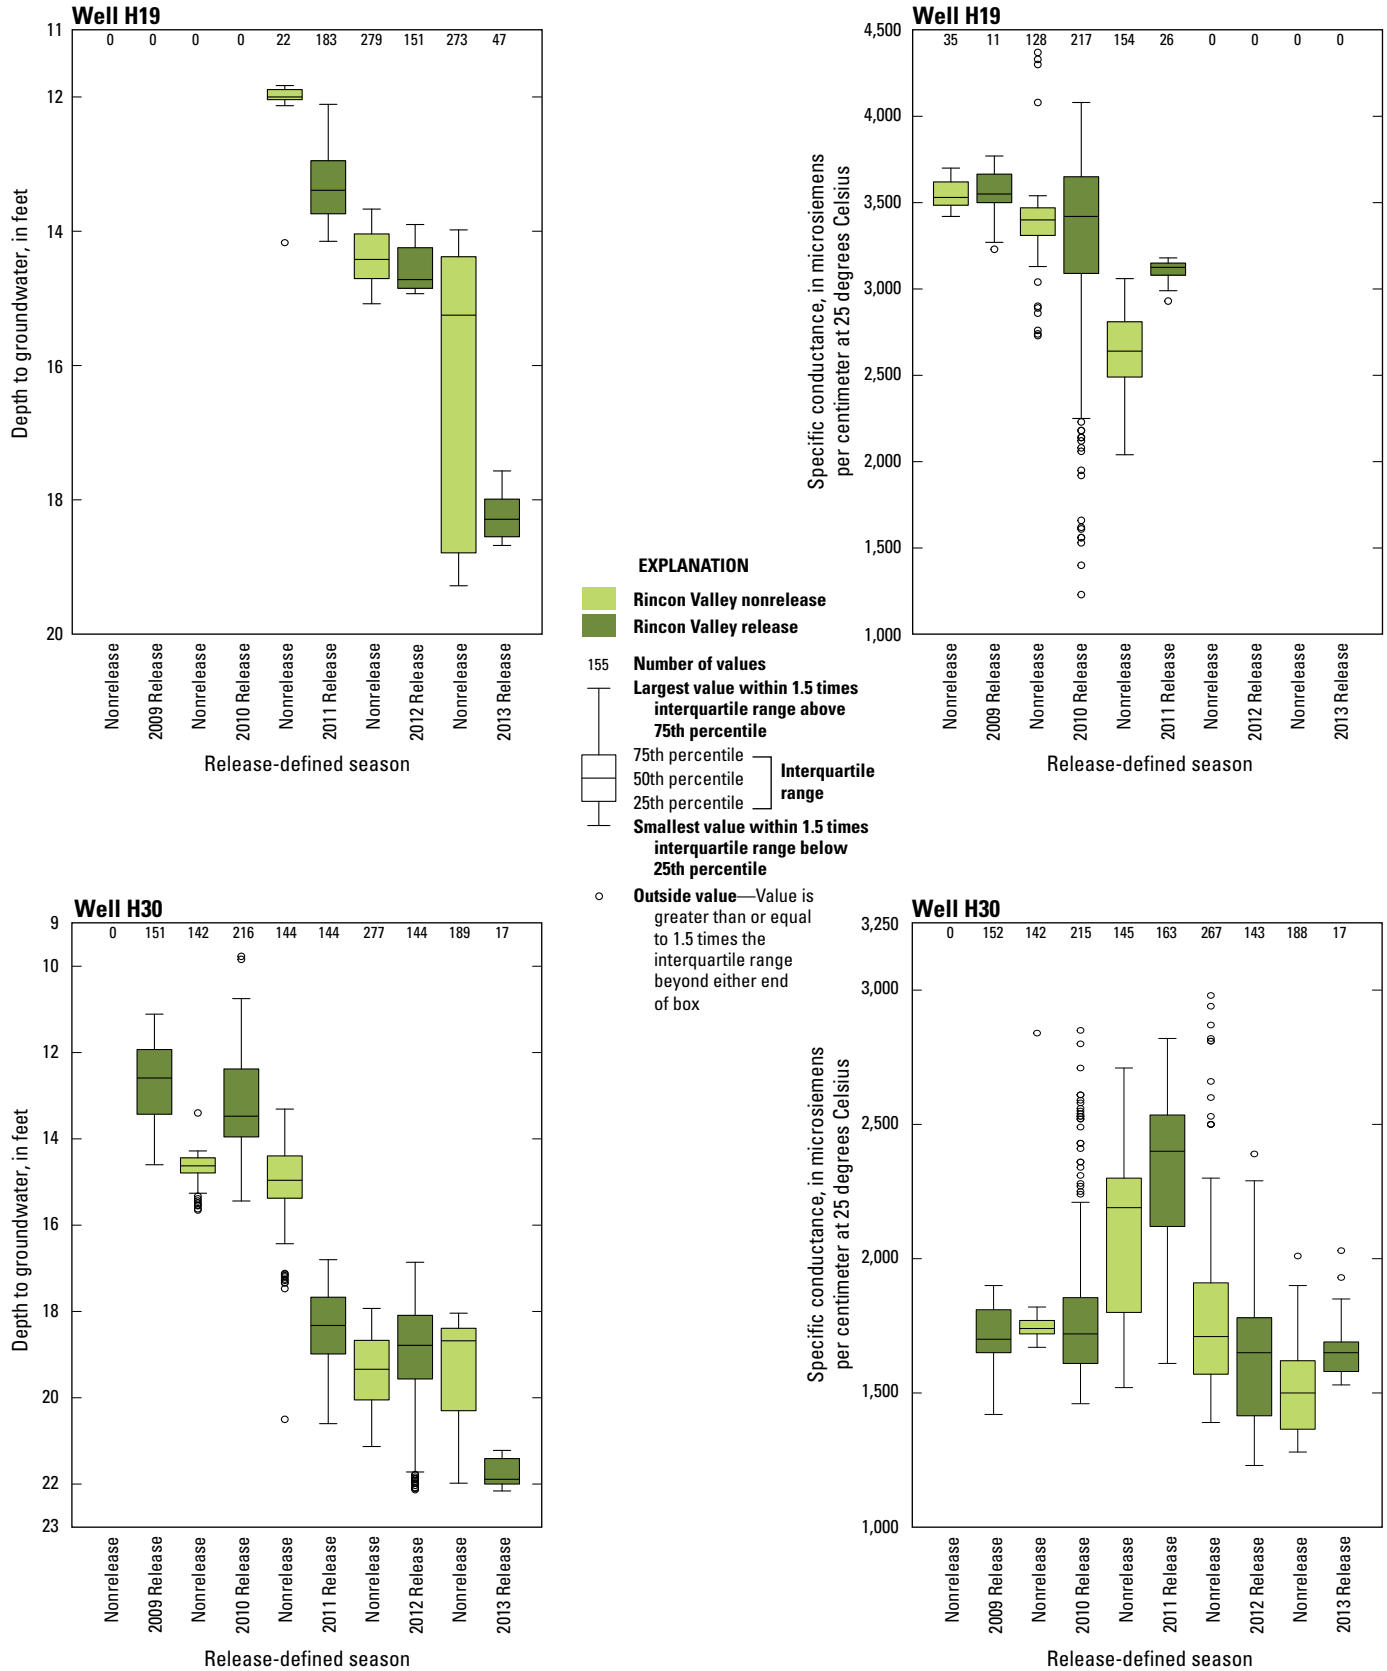 Well H19
11
12
14
16
18
20
Depth to groundwater, in feet
0 0 0 0 22 183 279 151 273 47
Nonrelease
2009 Release
Nonrelease
2010 Release
Nonrelease
2011 Release
Nonrelease
2012 Release
Nonrelease
2013 Release
Release-defined season
Well H19
4,500
4,000
3,500
3,000
2,500
2,000
1,500
1,000
Specific conductance, in microsiemens
per centimeter at 25 degrees Celsius
35 11 128 217 154 26 0 0 0 0
Nonrelease
2009 Release
Nonrelease
2010 Release
Nonrelease
2011 Release
Nonrelease
2012 Release
Nonrelease
2013 Release
Release-defined season
EXPLANATION
Rincon Valley nonrelease
Rincon Valley release
155 Number of values
Largest value within 1.5 times
interquartile range above
75th percentile
75th percentile
50th percentile
25th percentile
Interquartile
range
Smallest value within 1.5 times
interquartile range below
25th percentile
Outside value—Value is
greater than or equal
to 1.5 times the
interquartile range
beyond either end
of box
Well H30
9
10
12
14
16
18
20
22
23
Depth to groundwater, in feet
0 151 142 216 144 144 277 144 189 17
Nonrelease
2009 Release
Nonrelease
2010 Release
Nonrelease
2011 Release
Nonrelease
2012 Release
Nonrelease
2013 Release
Release-defined season
Well H30
3,250
3,000
2,500
2,000
1,500
1,000
Specific conductance, in microsiemens
per centimeter at 25 degrees Celsius
0 152 142 215 145 163 267 143 188 17
Nonrelease
2009 Release
Nonrelease
2010 Release
Nonrelease
2011 Release
Nonrelease
2012 Release
Nonrelease
2013 Release
Release-defined season